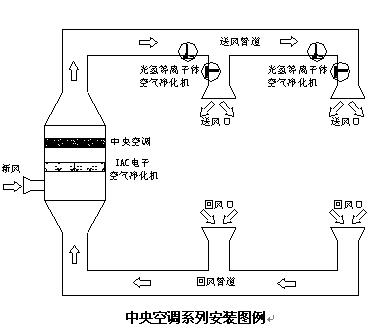 送风管道
光氢等离子体
空气净化机
光氢等离子体
空气净化机
送风口
送风口
中央空调
IAC电子
空气净化机
新风
回风口
回风口
回风管道
中央空调系列安装图例